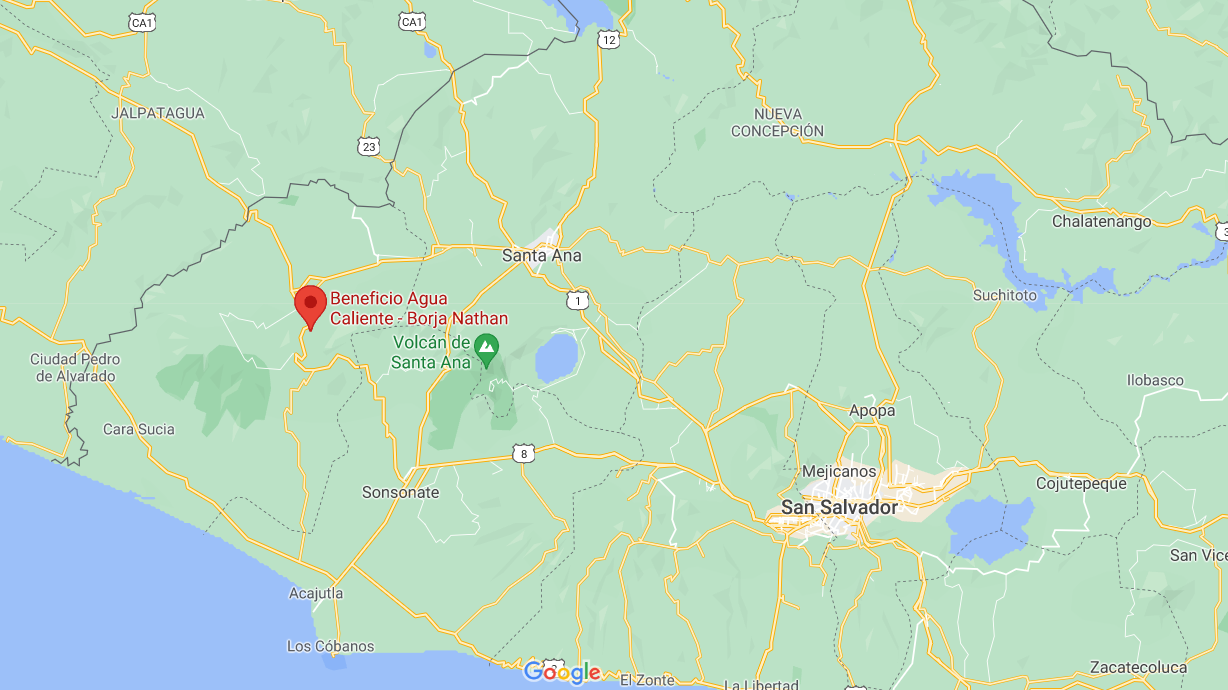 CA1
CA1
12
JALPATAGUA
NUEVA
CONCEPCIÓN
23
Chalatenango
3
Santa Ana
Suchitoto
1
Beneficio Agua
Caliente - Borja Nathan
Volcán de
Santa Ana
Ciudad Pedro
de Alvarado
Ilobasco
Apopa
Cara Sucia
8
Mejicanos
Sonsonate
Cojutepeque
San Salvador
San Vice
Acajutla
Los Cóbanos
Google
El Zonte
La Libertad
Zacatecoluca